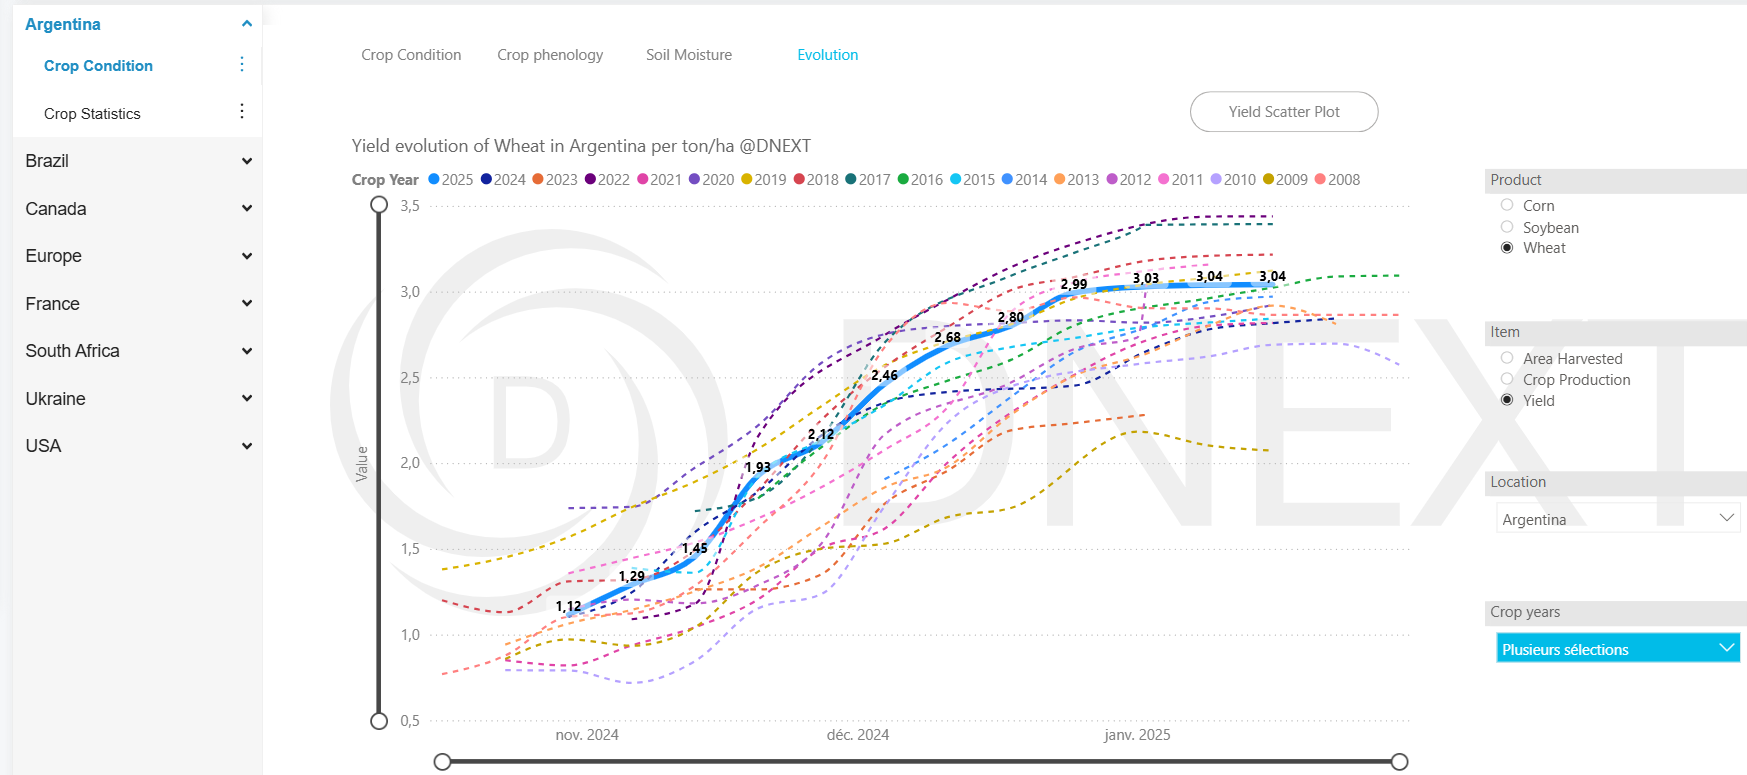 Argentina
Crop Condition
Crop Statistics
Brazil
Canada
Europe
France
South Africa
Ukraine
USA
Crop Condition Crop phenology Soil Moisture Evolution
Yield Scatter Plot
Yield evolution of Wheat in Argentina per ton/ha @DNEXT
Crop Year 2025 2024 2023 2022 2021 2020 2019 2018 2017 2016 2015 2014 2013 2012 2011 2010 2009 2008
3,5
3,0
2,5
2,0
1,5
1,0
0,5
Value
1,12
1,29
1,45
1,93
2,12
2,46
2,68
2,80
2,99
3,03
3,04
3,04
D DNEXT
nov. 2024 déc. 2024 janv. 2025
Product
Corn
Soybean
Wheat
Item
Area Harvested
Crop Production
Yield
Location
Argentina
Crop years
Plusieurs sélections